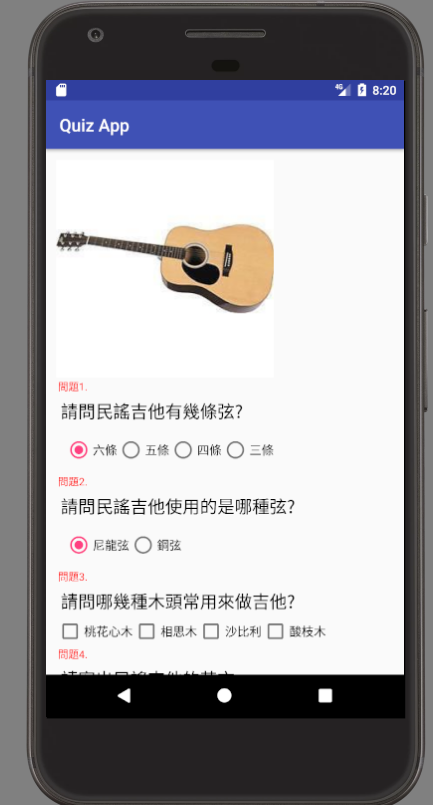 4G 8:20
Quiz App
問題1.
請問民謠吉他有幾條弦?
六條 五條 四條 三條
問題2.
請問民謠吉他使用的是哪種弦?
尼龍弦 鋼弦
問題3.
請問哪幾種木頭常用來做吉他?
桃花心木 相思木 沙比利 酸枝木
問題4.